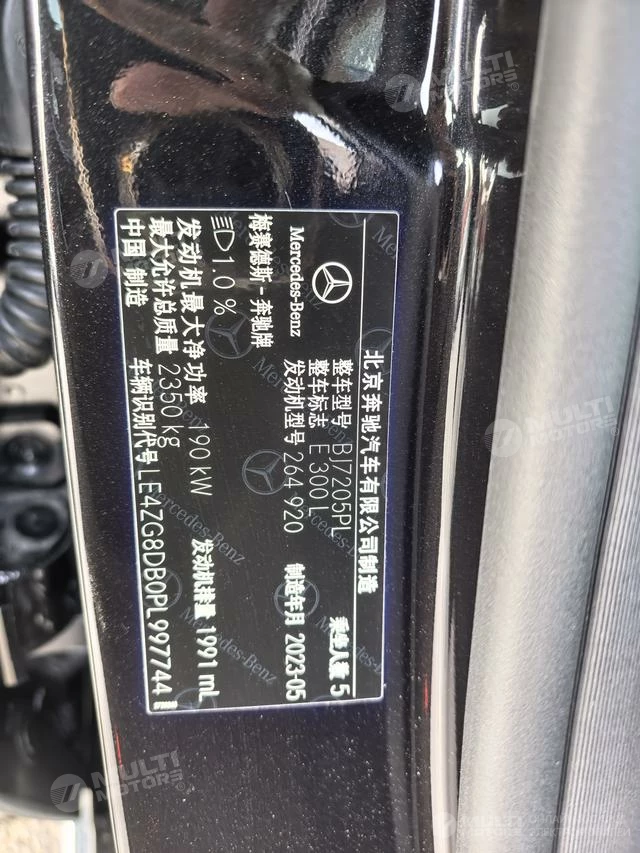 北京奔驰汽车有限公司制造
Mercedes-Benz
梅赛德斯-奔驰牌
整车型号 BJ7205PL
乘坐人数 5
整车标志 E 300 L
发动机型号 264 920
制造年月 2023-05
1.0 %
发动机最大净功率 190 kW
发动机排量 1991 mL
最大允许总质量 2350 kg
中国 制造
车辆识别代号 LE4ZG8DB0PL997744
MULTI
MOTORS